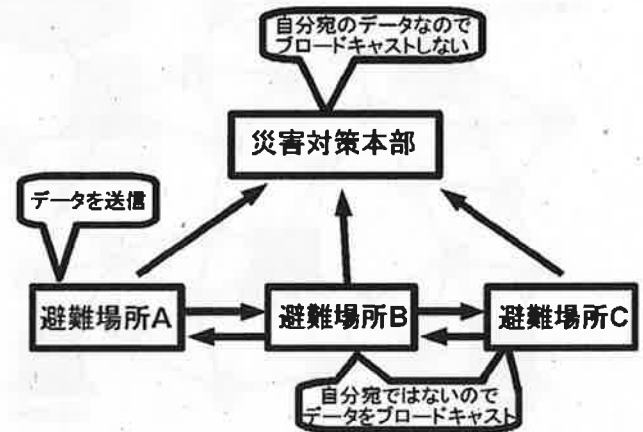 自分宛のデータなので
ブロードキャストしない
災害対策本部
データを送信
避難場所A
避難場所B
避難場所C
自分宛ではないので
データをブロードキャスト